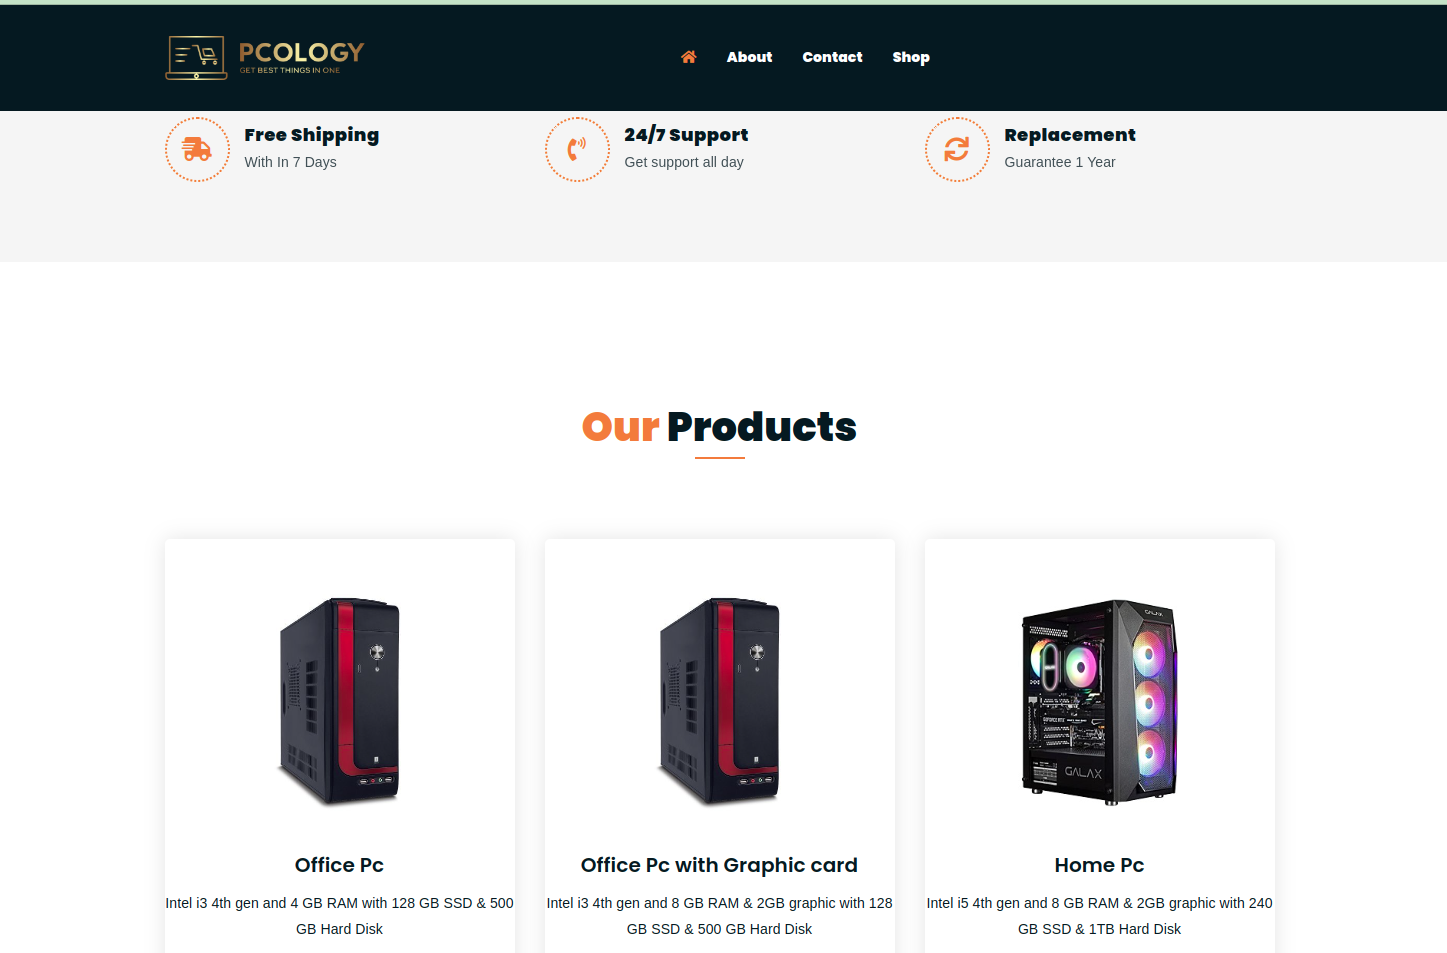 PCOLOGY
GET BEST THINGS IN ONE
About Contact Shop
Free Shipping
With In 7 Days
24/7 Support
Get support all day
Replacement
Guarantee 1 Year
Our Products
GALAX
GALAX
Office Pc
Intel i3 4th gen and 4 GB RAM with 128 GB SSD & 500
GB Hard Disk
Office Pc with Graphic card
Intel i3 4th gen and 8 GB RAM & 2GB graphic with 128
GB SSD & 500 GB Hard Disk
Home Pc
Intel i5 4th gen and 8 GB RAM & 2GB graphic with 240
GB SSD & 1TB Hard Disk